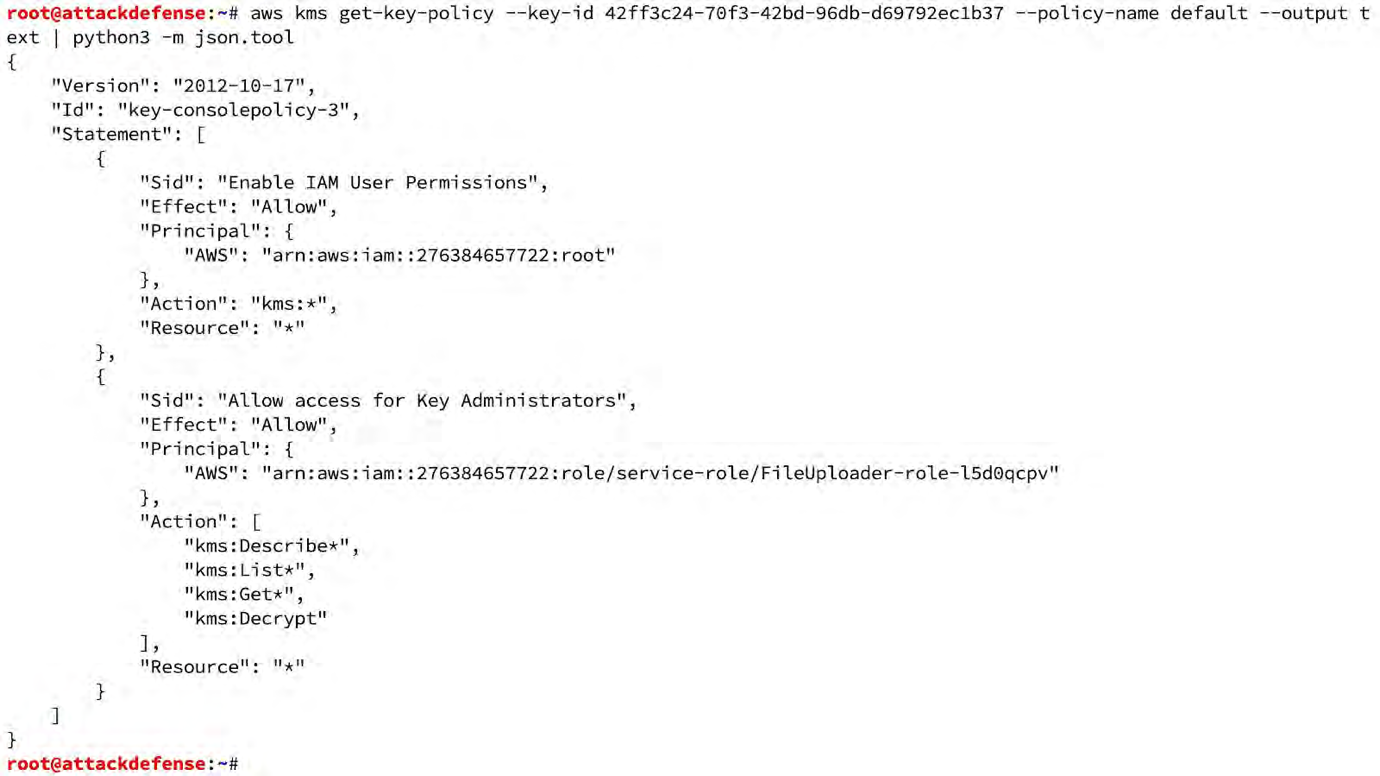 root@attackdefense:~# aws kms get-key-policy --key-id 42ff3c24-70f3-42bd-96db-d69792ec1b37 --policy-name default --output t
ext | python3 -m json.tool
{
    "Version": "2012-10-17",
    "Id": "key-consolepolicy-3",
    "Statement": [
        {
            "Sid": "Enable IAM User Permissions",
            "Effect": "Allow",
            "Principal": {
                "AWS": "arn:aws:iam::276384657722:root"
            },
            "Action": "kms:*",
            "Resource": "*"
        },
        {
            "Sid": "Allow access for Key Administrators",
            "Effect": "Allow",
            "Principal": {
                "AWS": "arn:aws:iam::276384657722:role/service-role/FileUploader-role-l5d0qcpv"
            },
            "Action": [
                "kms:Describe*",
                "kms:List*",
                "kms:Get*",
                "kms:Decrypt"
            ],
            "Resource": "*"
        }
    ]
}
root@attackdefense:~#